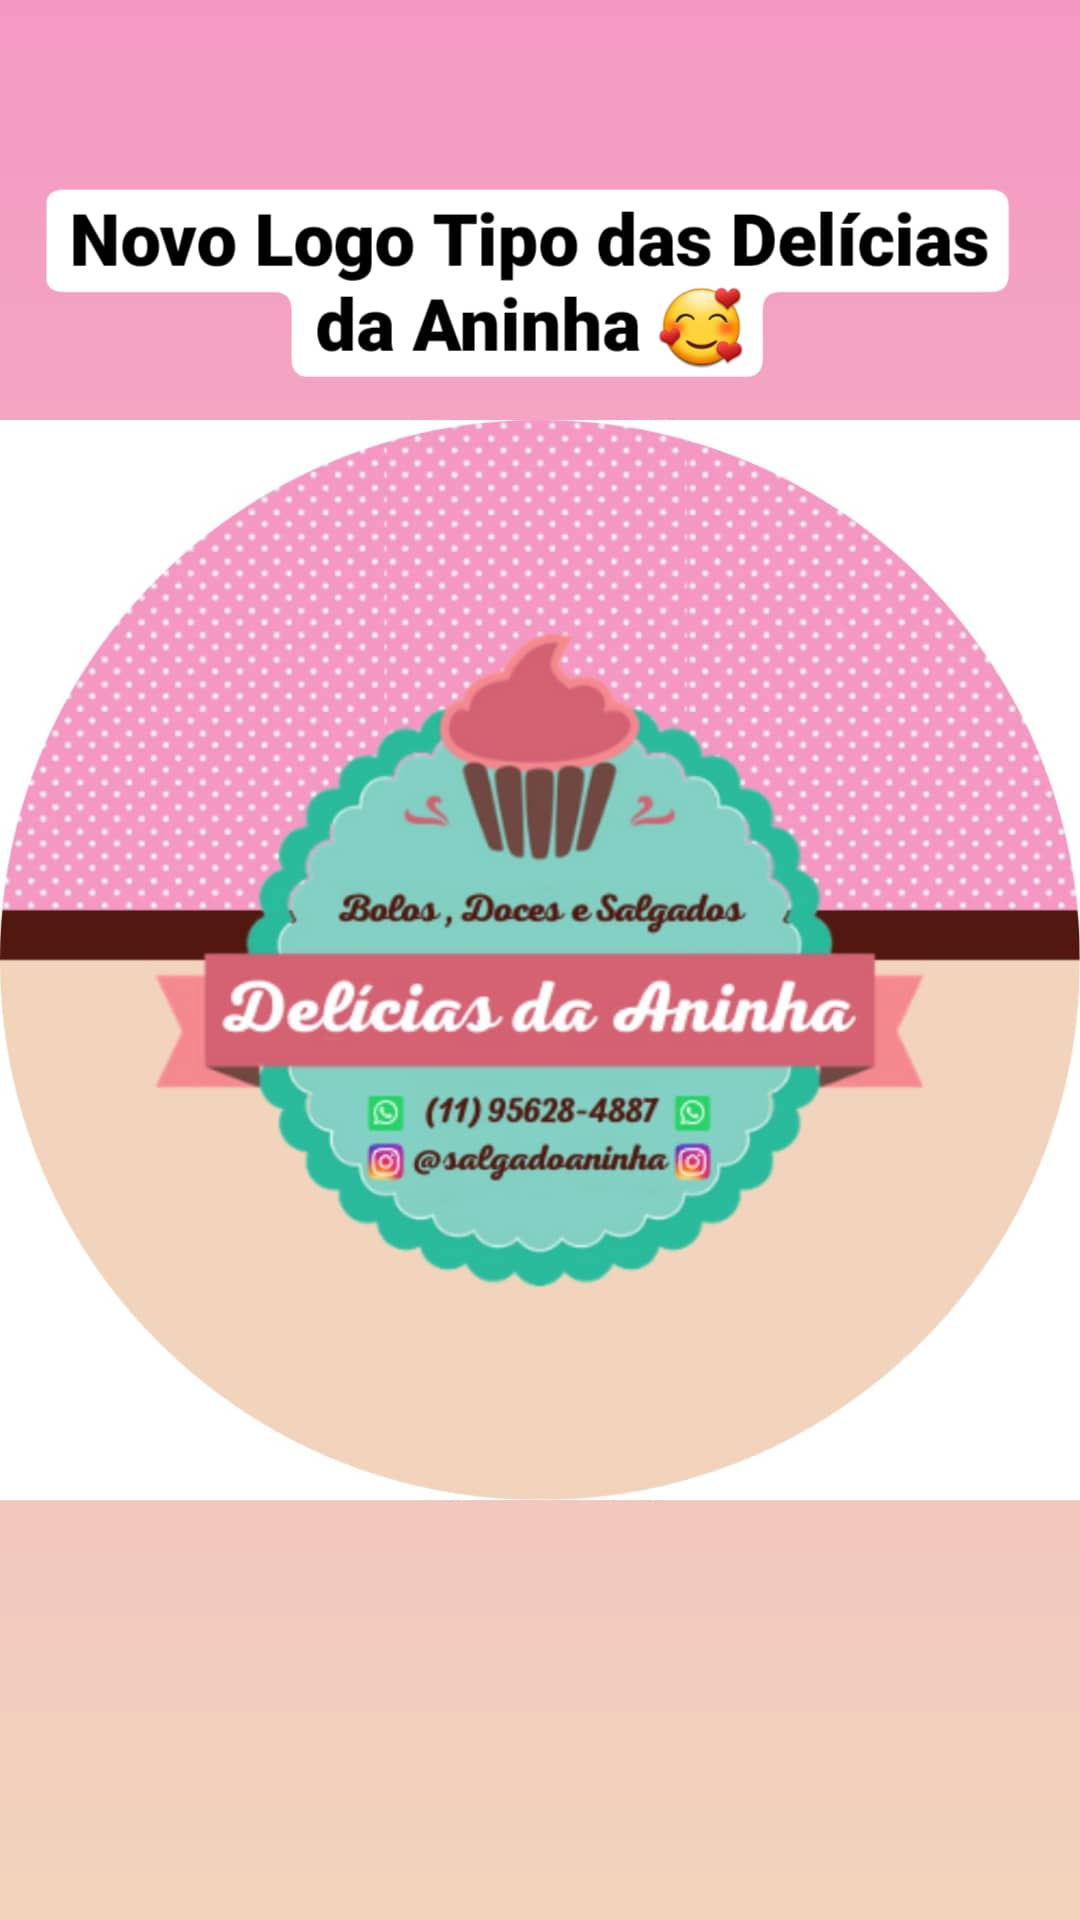 Novo Logo Tipo das Delícias
da Aninha 🥰
Bolos, Doces e Salgados
Delícias da Aninha
(11) 95628-4887
@salgadoaninha